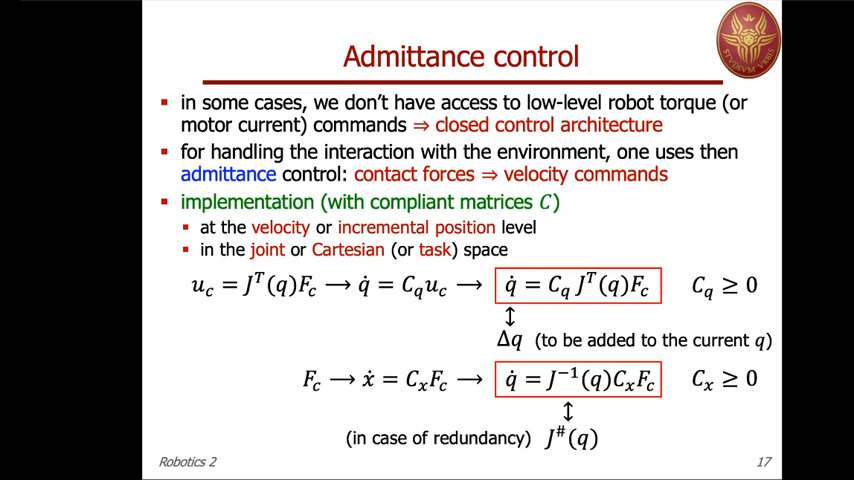 Admittance control
STVDIVM VRBIS
▪ in some cases, we don't have access to low-level robot torque (or
motor current) commands ⇒ closed control architecture
▪ for handling the interaction with the environment, one uses then
admittance control: contact forces ⇒ velocity commands
▪ implementation (with compliant matrices C)
▪ at the velocity or incremental position level
▪ in the joint or Cartesian (or task) space
u_c = J^T(q)F_c → q̇ = C_q u_c → q̇ = C_q J^T(q)F_c C_q ≥ 0
↕
Δq (to be added to the current q)
F_c → ẋ = C_x F_c → q̇ = J^{-1}(q)C_x F_c C_x ≥ 0
↕
(in case of redundancy) J^#(q)
Robotics 2 17